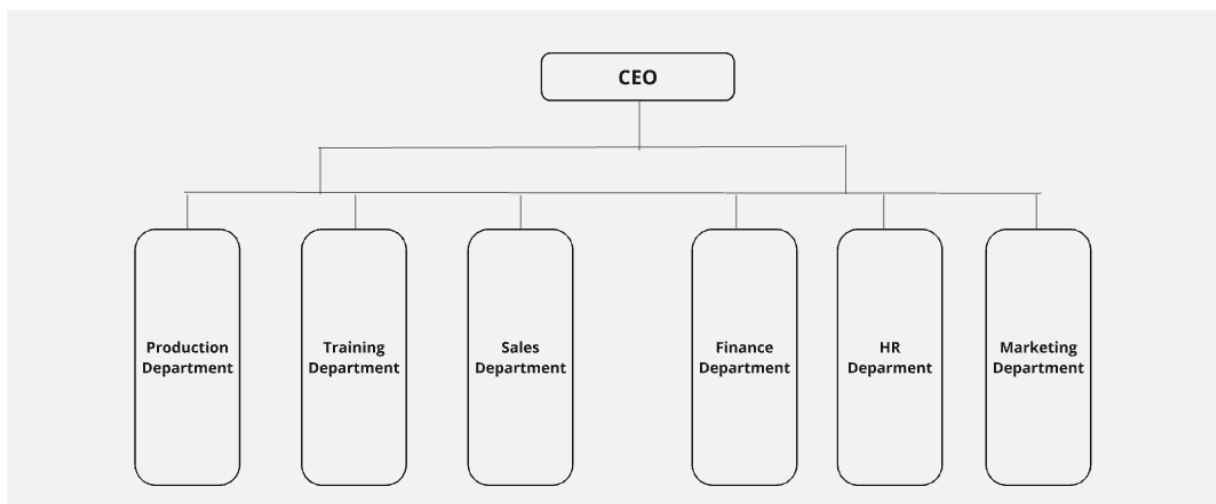 CEO
Production
Department
Training
Department
Sales
Department
Finance
Department
HR
Deparment
Marketing
Department